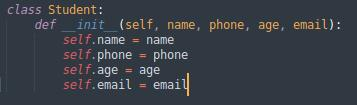 class Student:
    def __init__(self, name, phone, age, email):
        self.name = name
        self.phone = phone
        self.age = age
        self.email = email